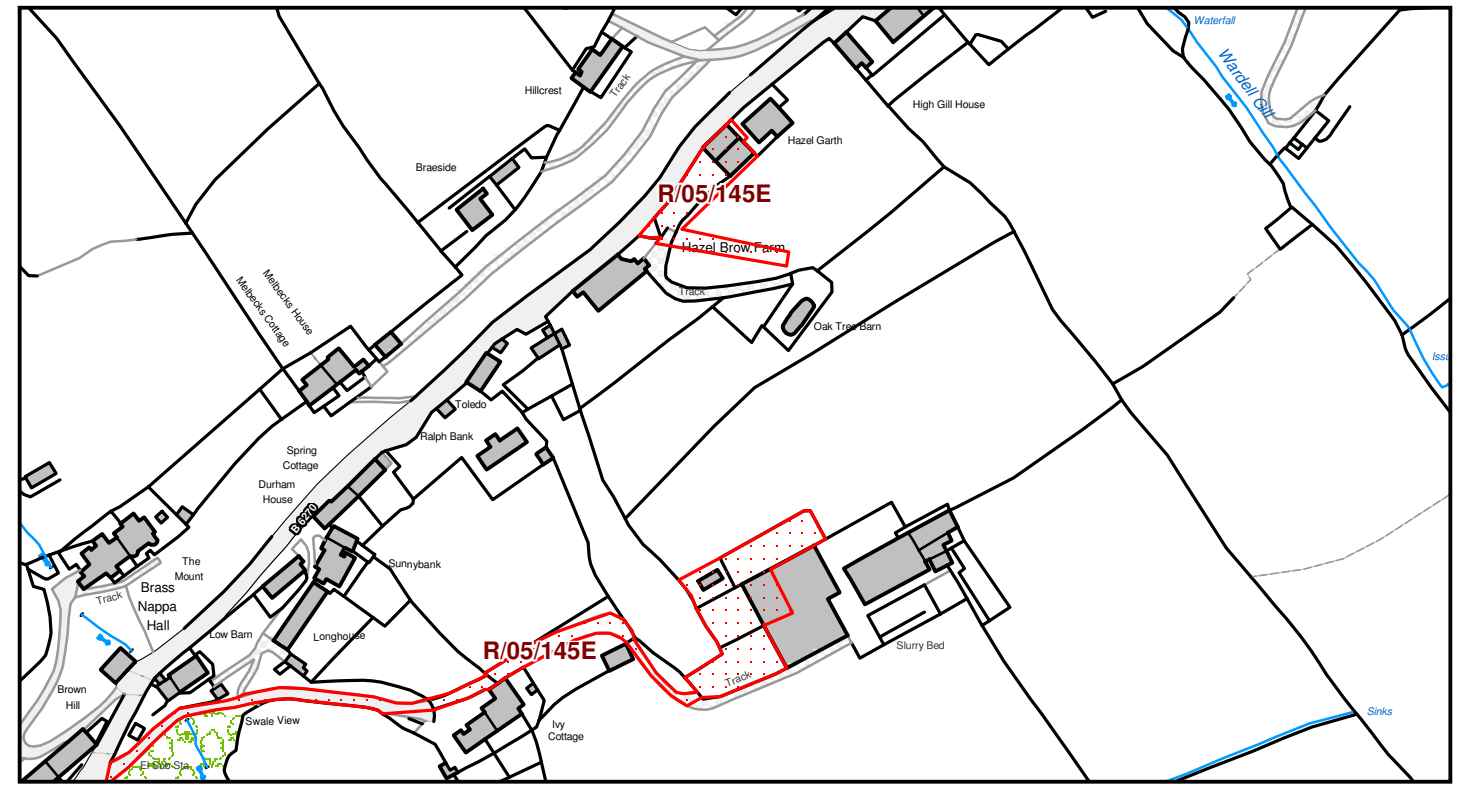 Waterfall
Wardell Gill
Hillcrest
Track
High Gill House
Hazel Garth
Braeside
R/05/145E
Hazel Brow Farm
Track
Oak Tree Barn
Melbecks House
Melbecks Cottage
Issu
Toledo
Ralph Bank
Spring
Cottage
Durham
House
B 6270
Sunnybank
The
Mount
Track
Brass
Nappa
Hall
Low Barn
Longhouse
R/05/145E
Slurry Bed
Track
Brown
Hill
Swale View
Ivy
Cottage
Sinks
El Sub Sta